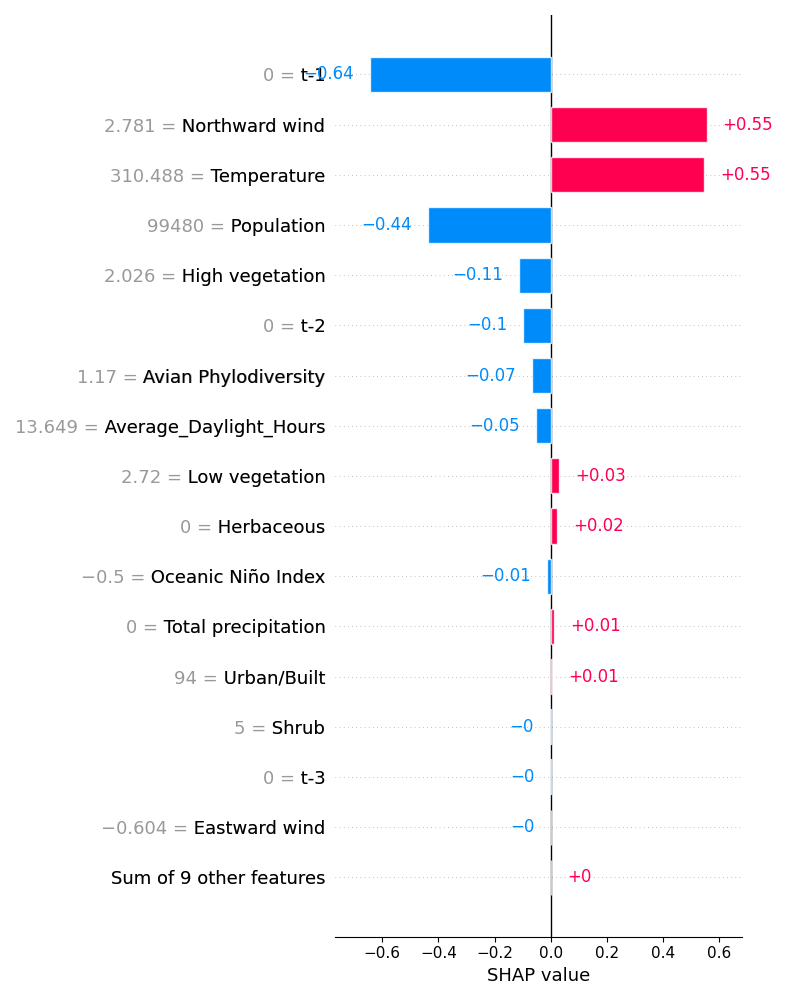 0 = t-1 −0.64
2.781 = Northward wind +0.55
310.488 = Temperature +0.55
99480 = Population −0.44
2.026 = High vegetation −0.11
0 = t-2 −0.1
1.17 = Avian Phylodiversity −0.07
13.649 = Average_Daylight_Hours −0.05
2.72 = Low vegetation +0.03
0 = Herbaceous +0.02
−0.5 = Oceanic Niño Index −0.01
0 = Total precipitation +0.01
94 = Urban/Built +0.01
5 = Shrub −0
0 = t-3 −0
−0.604 = Eastward wind −0
Sum of 9 other features +0
−0.6 −0.4 −0.2 0.0 0.2 0.4 0.6
SHAP value